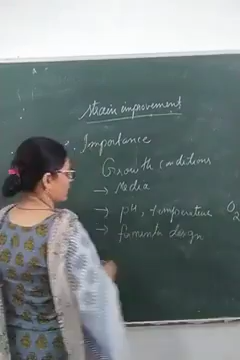 Strain improvement
. Importance
Growth conditions
→ Media
→ pH, temperature O2
→ fermenter design